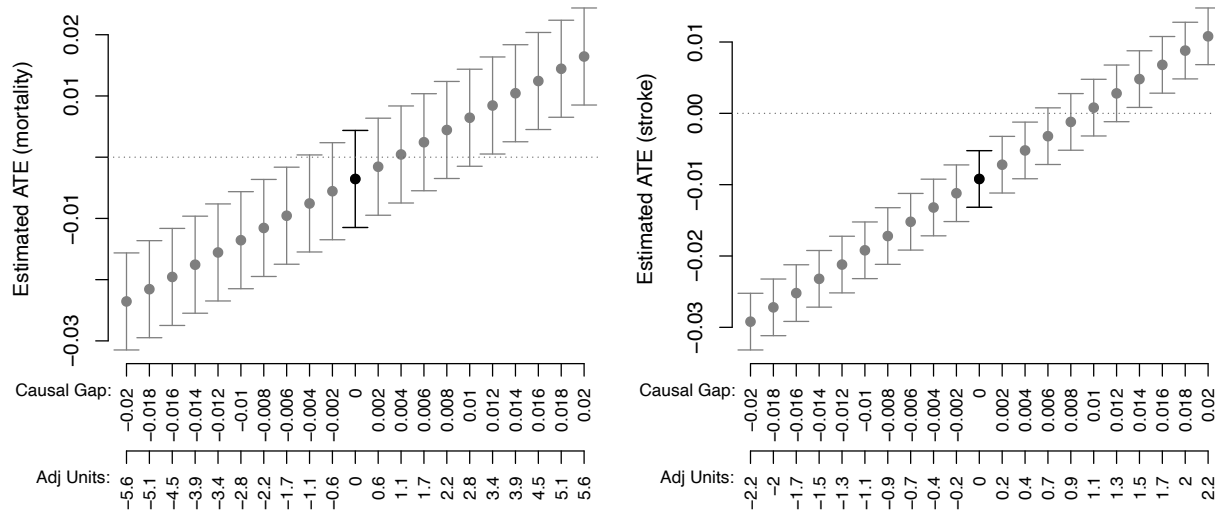 Estimated ATE (mortality)
0.02
0.01
−0.01
−0.03
Causal Gap:
−0.02 −0.018 −0.016 −0.014 −0.012 −0.01 −0.008 −0.006 −0.004 −0.002 0 0.002 0.004 0.006 0.008 0.01 0.012 0.014 0.016 0.018 0.02
Adj Units:
−5.6 −5.1 −4.5 −3.9 −3.4 −2.8 −2.2 −1.7 −1.1 −0.6 0 0.6 1.1 1.7 2.2 2.8 3.4 3.9 4.5 5.1 5.6
Estimated ATE (stroke)
0.01
0.00
−0.01
−0.02
−0.03
Causal Gap:
−0.02 −0.018 −0.016 −0.014 −0.012 −0.01 −0.008 −0.006 −0.004 −0.002 0 0.002 0.004 0.006 0.008 0.01 0.012 0.014 0.016 0.018 0.02
Adj Units:
−2.2 −2 −1.7 −1.5 −1.3 −1.1 −0.9 −0.7 −0.4 −0.2 0 0.2 0.4 0.7 0.9 1.1 1.3 1.5 1.7 2 2.2